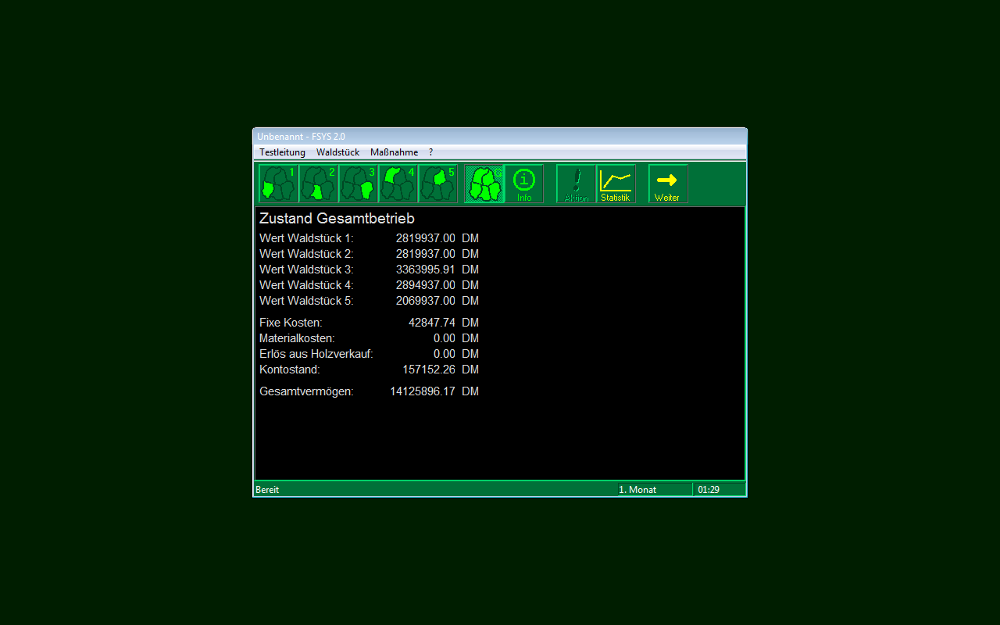 Unbenannt - FSYS 2.0
Testleitung Waldstück Maßnahme ?
1 2 3 4 5 G
Info Aktion Statistik Weiter
Zustand Gesamtbetrieb
Wert Waldstück 1: 2819937.00 DM
Wert Waldstück 2: 2819937.00 DM
Wert Waldstück 3: 3363995.91 DM
Wert Waldstück 4: 2894937.00 DM
Wert Waldstück 5: 2069937.00 DM
Fixe Kosten: 42847.74 DM
Materialkosten: 0.00 DM
Erlös aus Holzverkauf: 0.00 DM
Kontostand: 157152.26 DM
Gesamtvermögen: 14125896.17 DM
Bereit 1. Monat 01:29